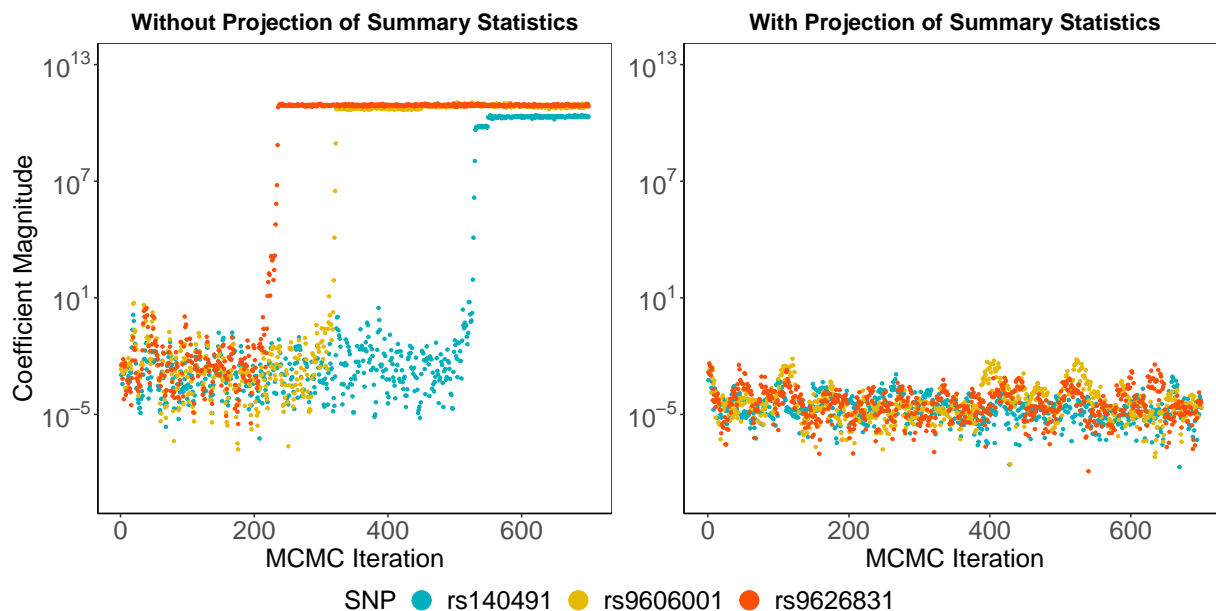 Without Projection of Summary Statistics
With Projection of Summary Statistics
Coefficient Magnitude
10^13
10^7
10^1
10^-5
0
200
400
600
MCMC Iteration
10^13
10^7
10^1
10^-5
0
200
400
600
MCMC Iteration
SNP rs140491 rs9606001 rs9626831